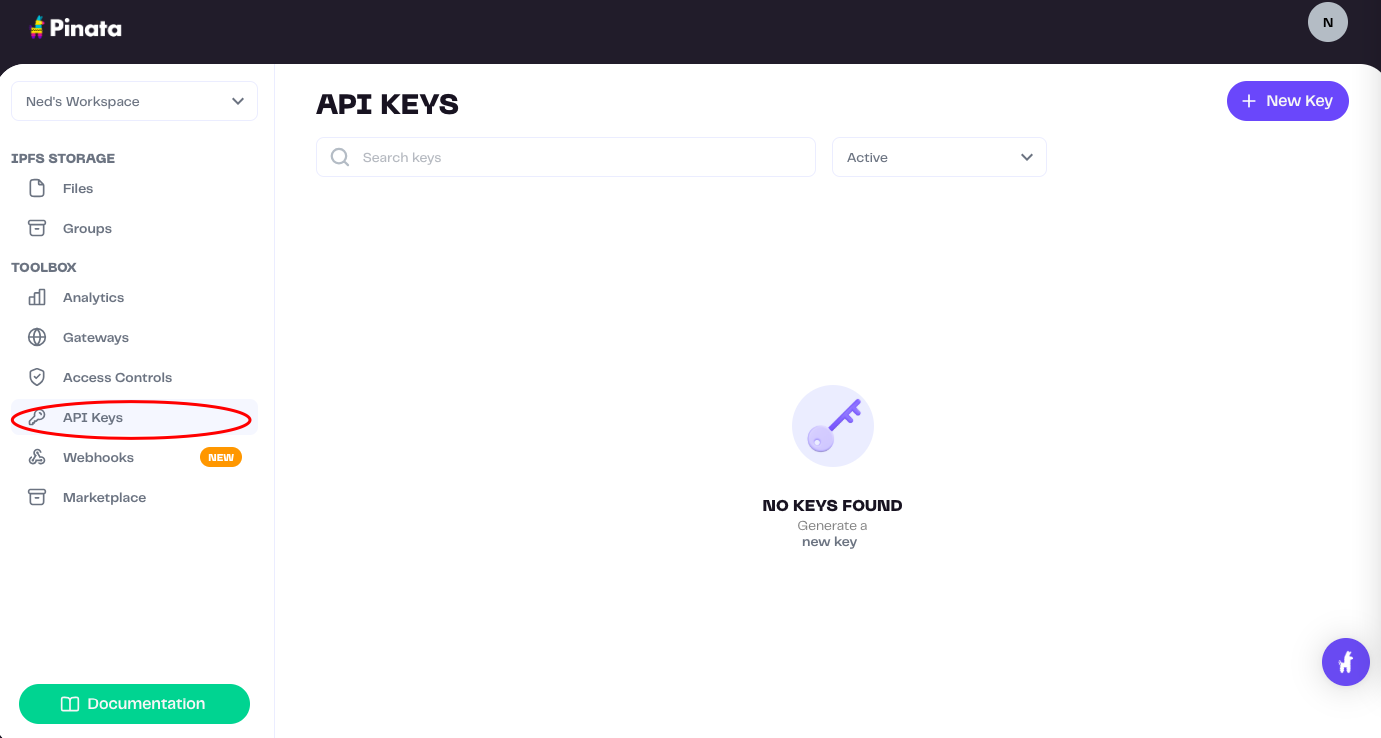 Pinata
N
Ned's Workspace
IPFS STORAGE
Files
Groups
TOOLBOX
Analytics
Gateways
Access Controls
API Keys
Webhooks NEW
Marketplace
Documentation
API KEYS
New Key
Search keys
Active
NO KEYS FOUND
Generate a
new key